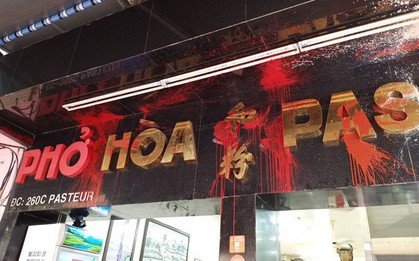 PHỞ HÒA 和粉 PAS
ĐC: 260C PASTEUR